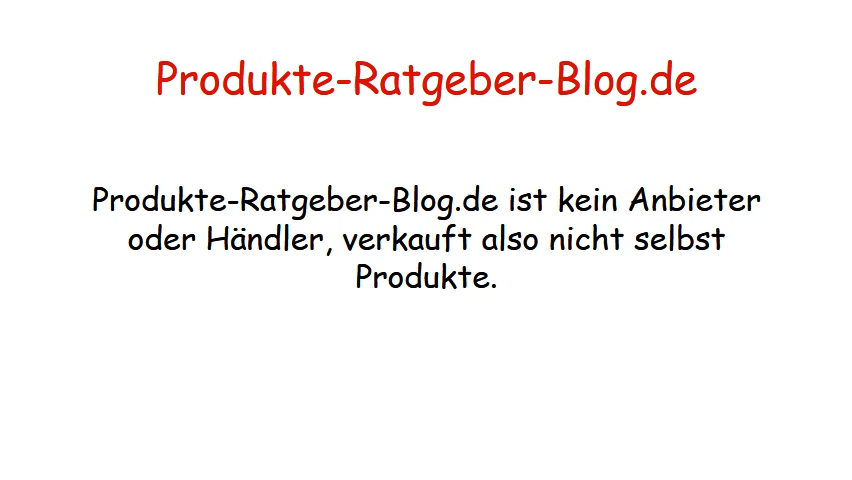 Produkte-Ratgeber-Blog.de
Produkte-Ratgeber-Blog.de ist kein Anbieter
oder Händler, verkauft also nicht selbst
Produkte.